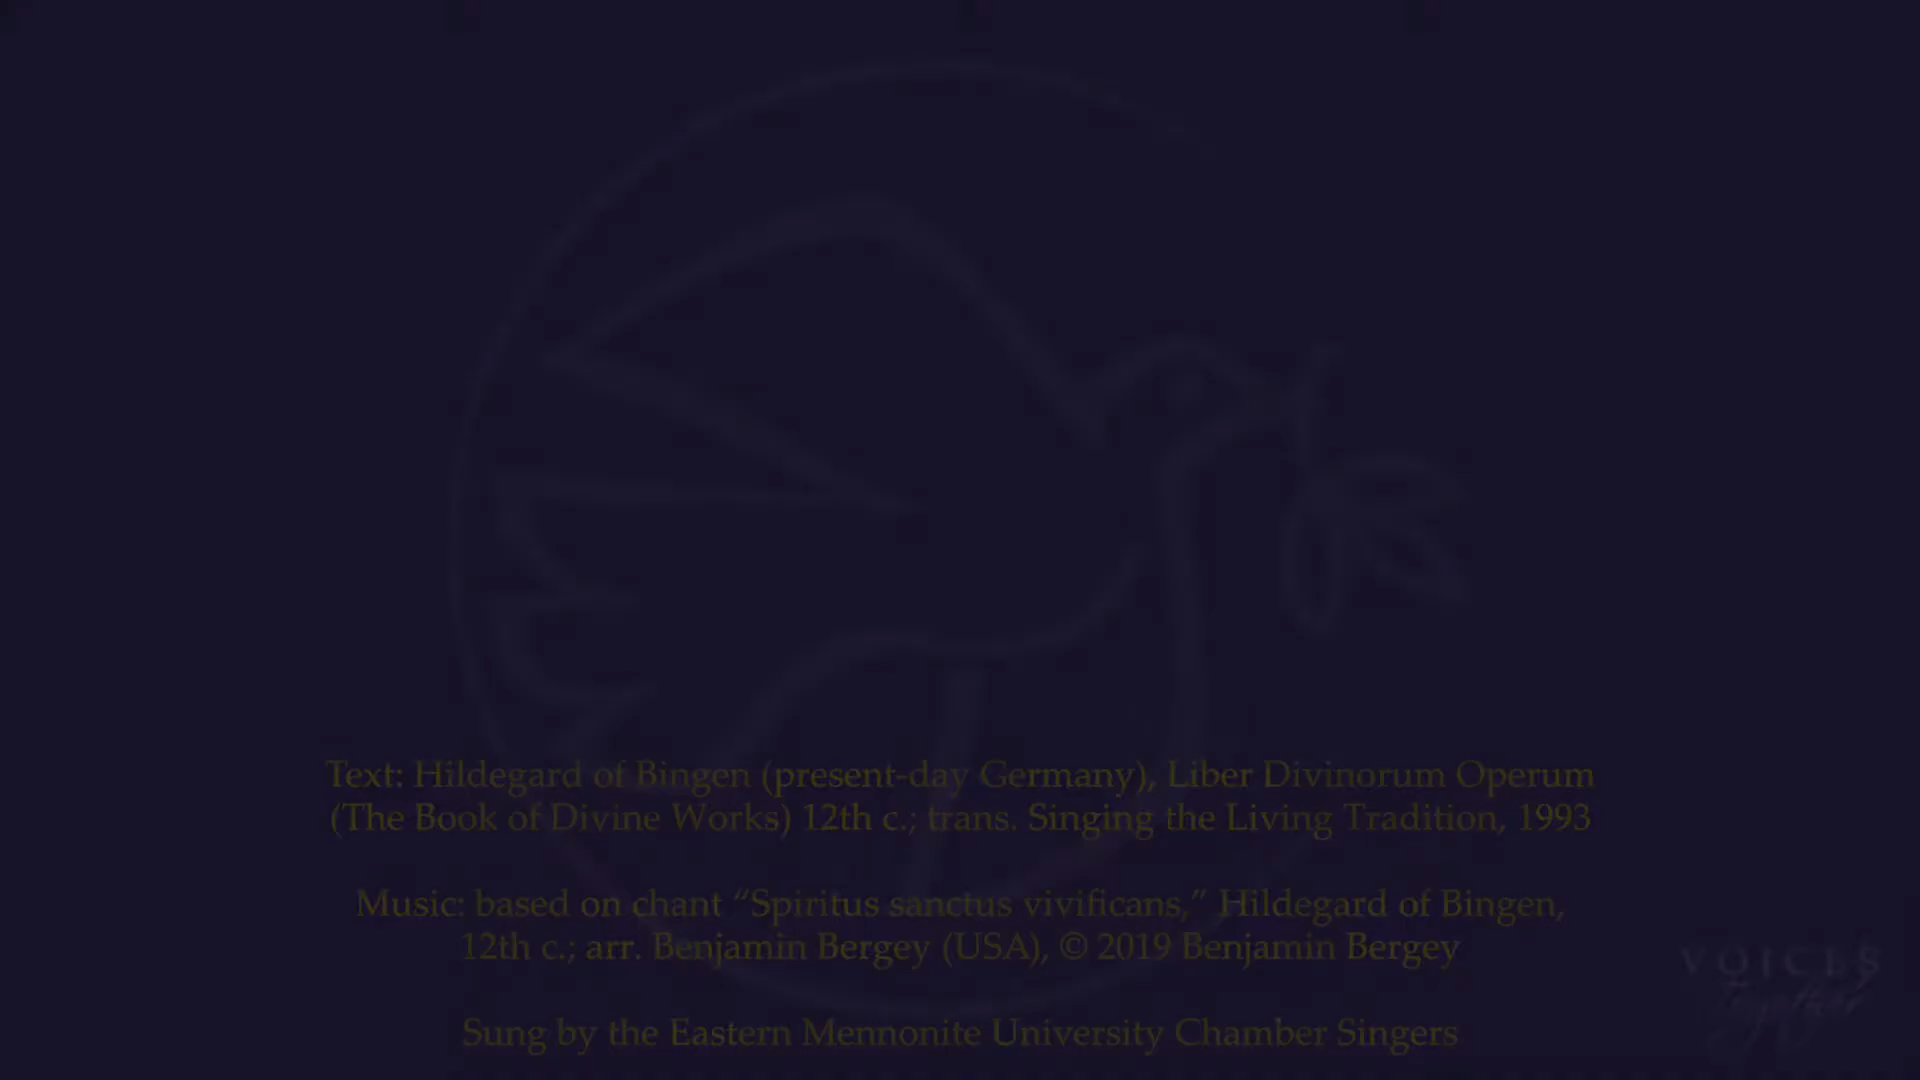 Text: Hildegard of Bingen (present-day Germany), Liber Divinorum Operum
(The Book of Divine Works) 12th c.; trans. Singing the Living Tradition, 1993
Music: based on chant “Spiritus sanctus vivificans,” Hildegard of Bingen,
12th c.; arr. Benjamin Bergey (USA), © 2019 Benjamin Bergey
Sung by the Eastern Mennonite University Chamber Singers
VOICES
Together